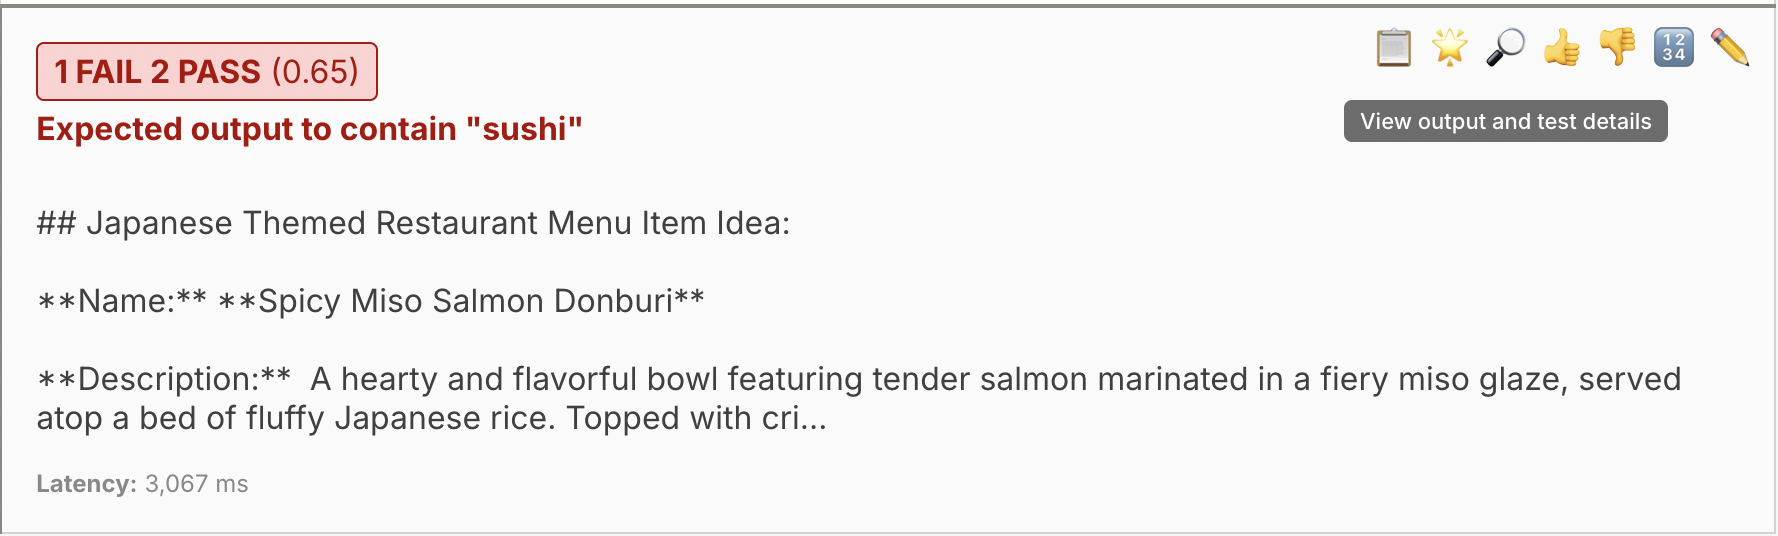 1 FAIL 2 PASS (0.65)
1234
View output and test details
Expected output to contain "sushi"
## Japanese Themed Restaurant Menu Item Idea:
**Name:** **Spicy Miso Salmon Donburi**
**Description:**  A hearty and flavorful bowl featuring tender salmon marinated in a fiery miso glaze, served
atop a bed of fluffy Japanese rice. Topped with cri...
Latency: 3,067 ms